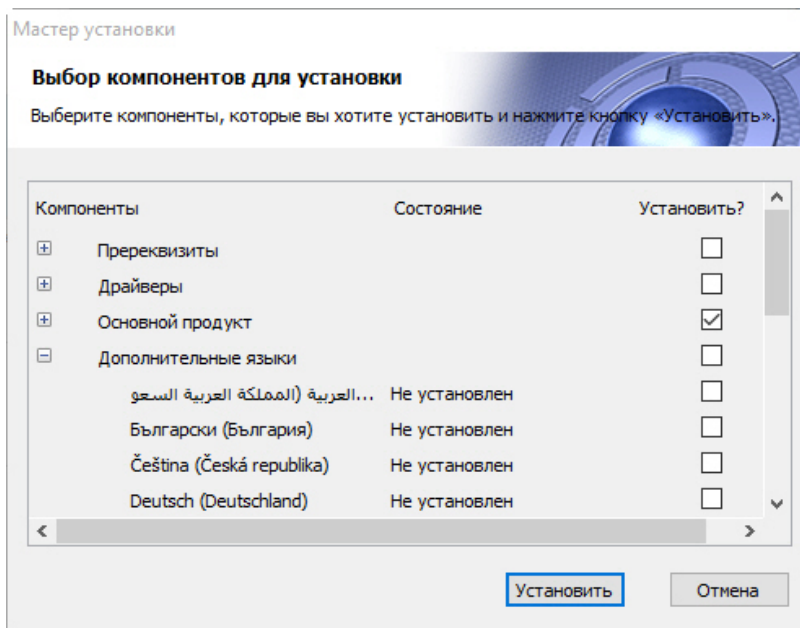 Мастер установки
Выбор компонентов для установки
Выберите компоненты, которые вы хотите установить и нажмите кнопку «Установить».
Компоненты Состояние Установить?
Пререквизиты
Драйверы
Основной продукт
Дополнительные языки
العربية (المملكة العربية السعو... Не установлен
Български (България) Не установлен
Čeština (Česká republika) Не установлен
Deutsch (Deutschland) Не установлен
Установить Отмена